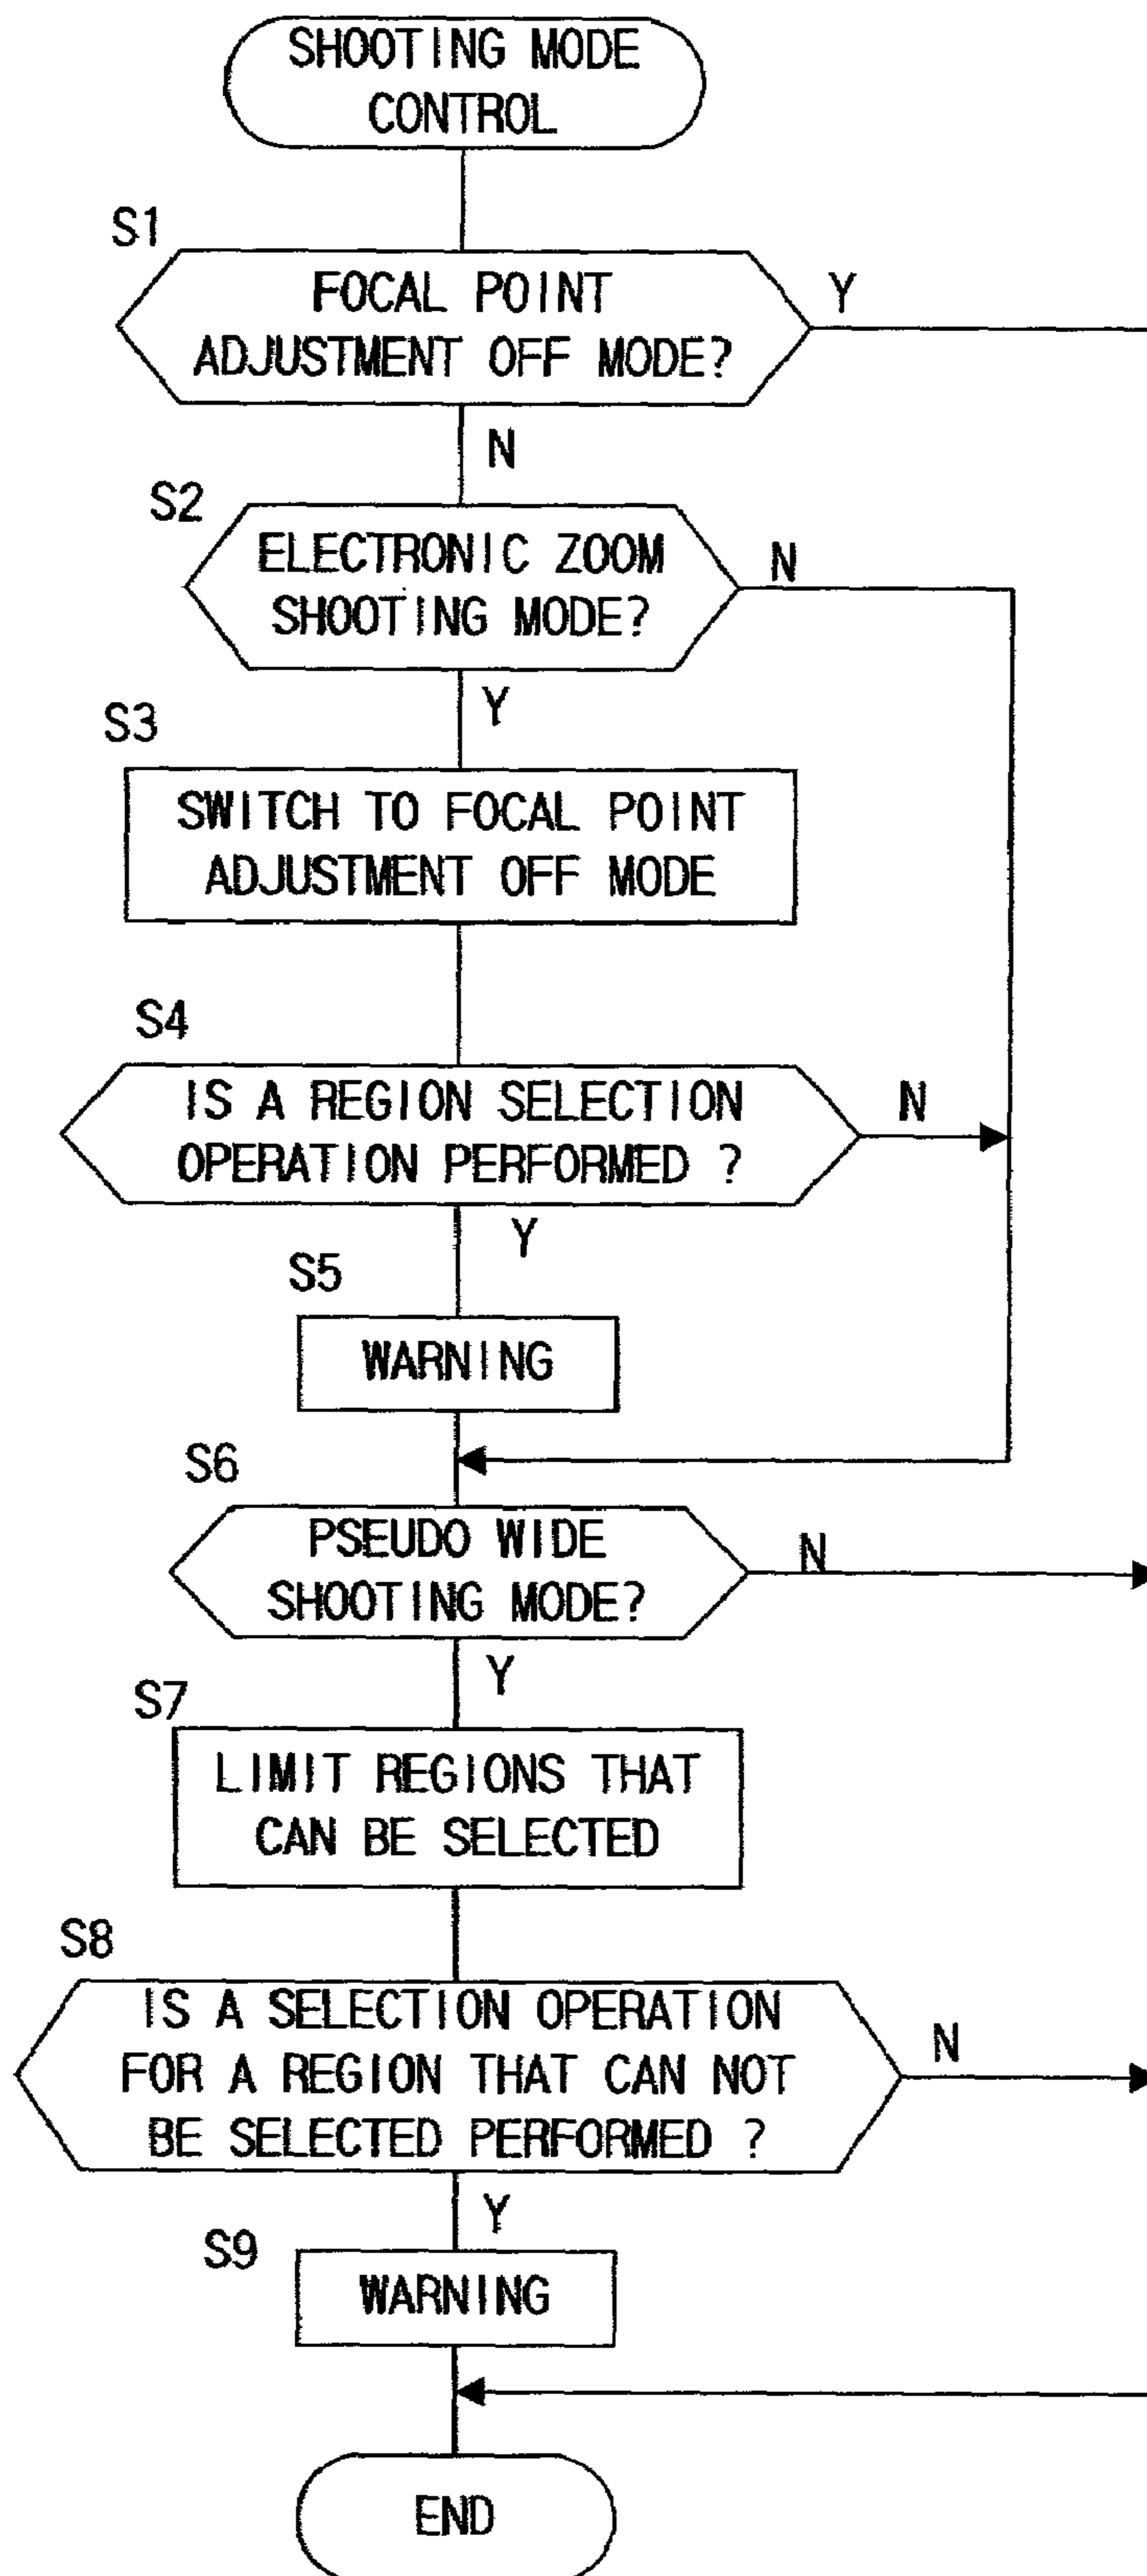 SHOOTING MODE
CONTROL
S1
FOCAL POINT
ADJUSTMENT OFF MODE?
Y
N
S2
ELECTRONIC ZOOM
SHOOTING MODE?
N
Y
S3
SWITCH TO FOCAL POINT
ADJUSTMENT OFF MODE
S4
IS A REGION SELECTION
OPERATION PERFORMED ?
N
Y
S5
WARNING
S6
PSEUDO WIDE
SHOOTING MODE?
N
Y
S7
LIMIT REGIONS THAT
CAN BE SELECTED
S8
IS A SELECTION OPERATION
FOR A REGION THAT CAN NOT
BE SELECTED PERFORMED ?
N
Y
S9
WARNING
END